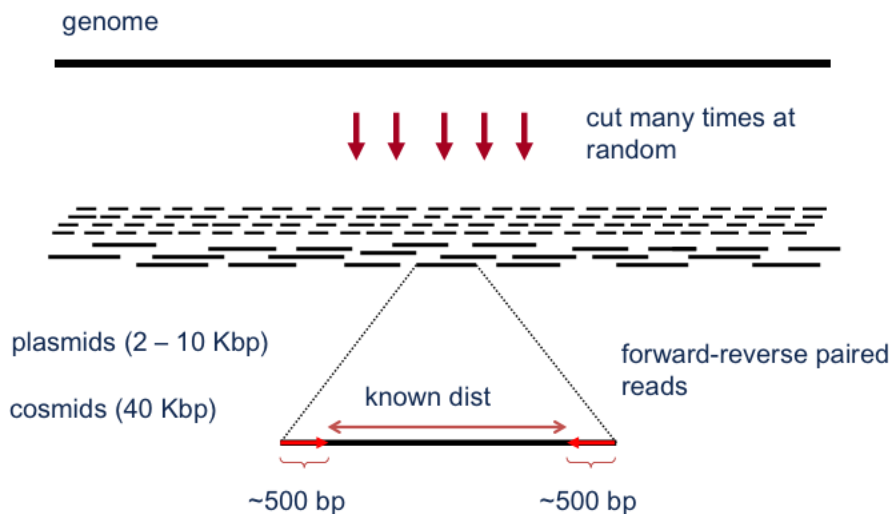 genome
cut many times at
random
plasmids (2 – 10 Kbp)
forward-reverse paired
reads
known dist
cosmids (40 Kbp)
~500 bp
~500 bp